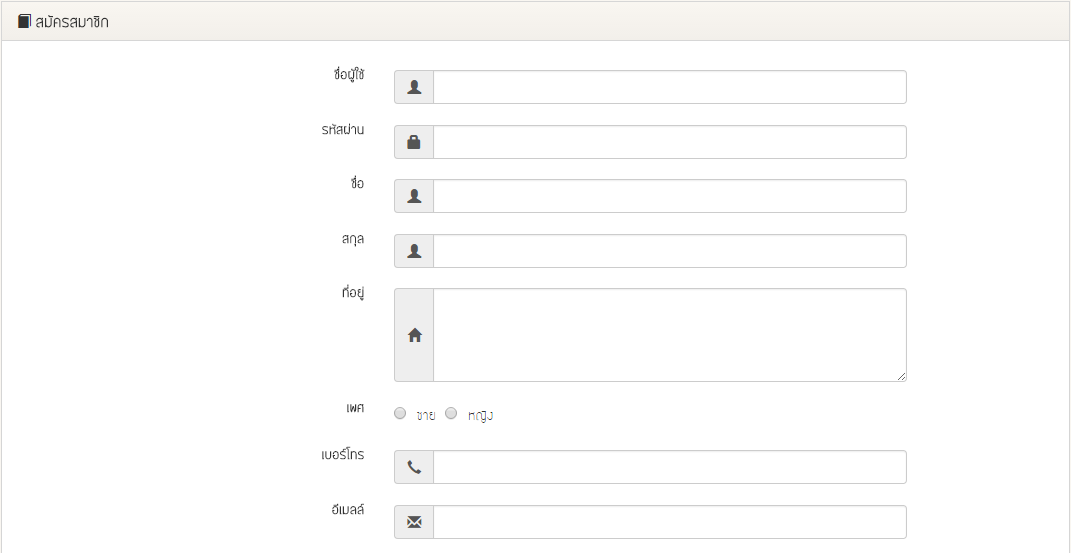 สมัครสมาชิก
ชื่อผู้ใช้
รหัสผ่าน
ชื่อ
สกุล
ที่อยู่
เพศ ชาย หญิง
เบอร์โทร
อีเมลล์